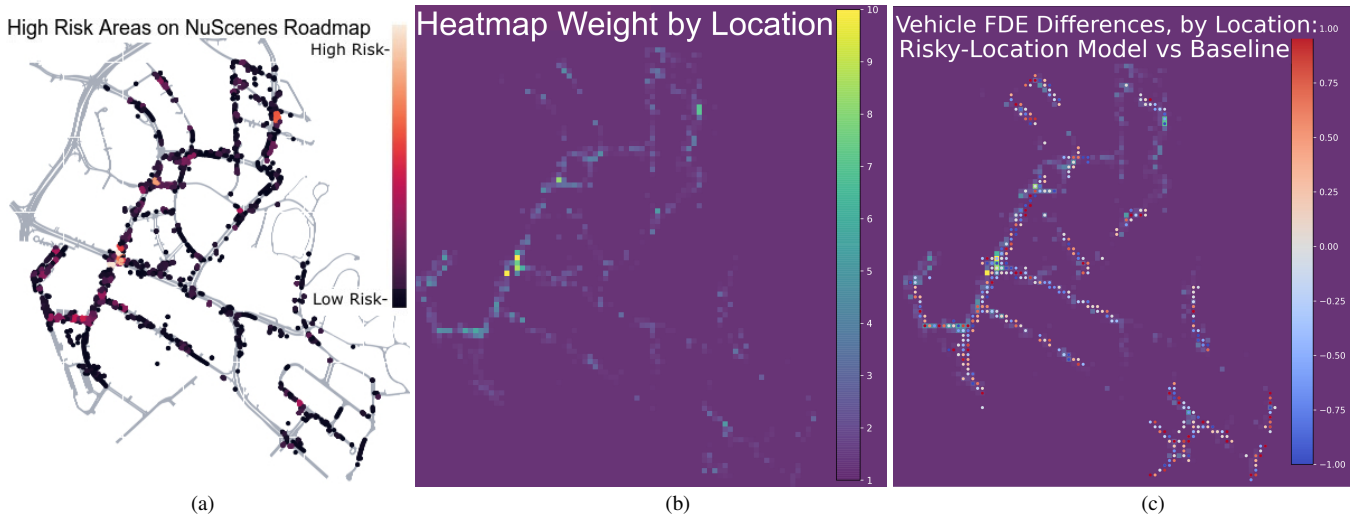 High Risk Areas on NuScenes Roadmap
High Risk-
Low Risk-
(a)
Heatmap Weight by Location
10
9
8
7
6
5
4
3
2
1
(b)
Vehicle FDE Differences, by Location:
Risky-Location Model vs Baseline
1.00
0.75
0.50
0.25
0.00
−0.25
−0.50
−0.75
−1.00
(c)